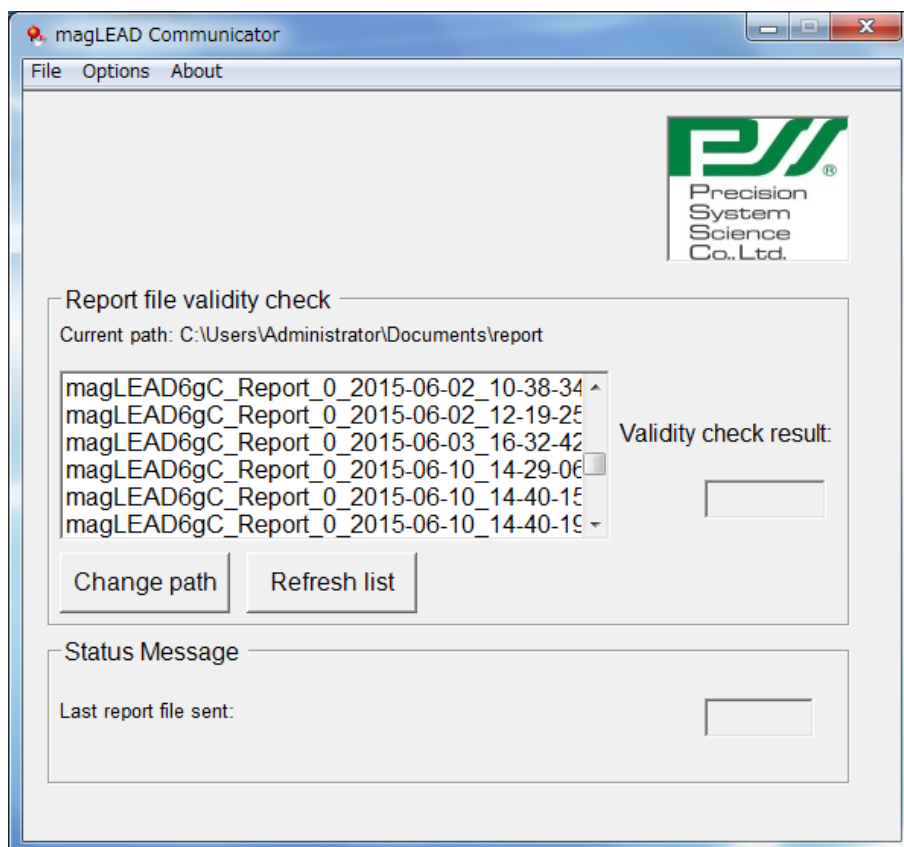 magLEAD Communicator
File Options About
PSS®
Precision
System
Science
Co.,Ltd.
Report file validity check
Current path: C:\Users\Administrator\Documents\report
magLEAD6gC_Report_0_2015-06-02_10-38-34
magLEAD6gC_Report_0_2015-06-02_12-19-25
magLEAD6gC_Report_0_2015-06-03_16-32-42
magLEAD6gC_Report_0_2015-06-10_14-29-06
magLEAD6gC_Report_0_2015-06-10_14-40-15
magLEAD6gC_Report_0_2015-06-10_14-40-19
Validity check result:
Change path Refresh list
Status Message
Last report file sent: